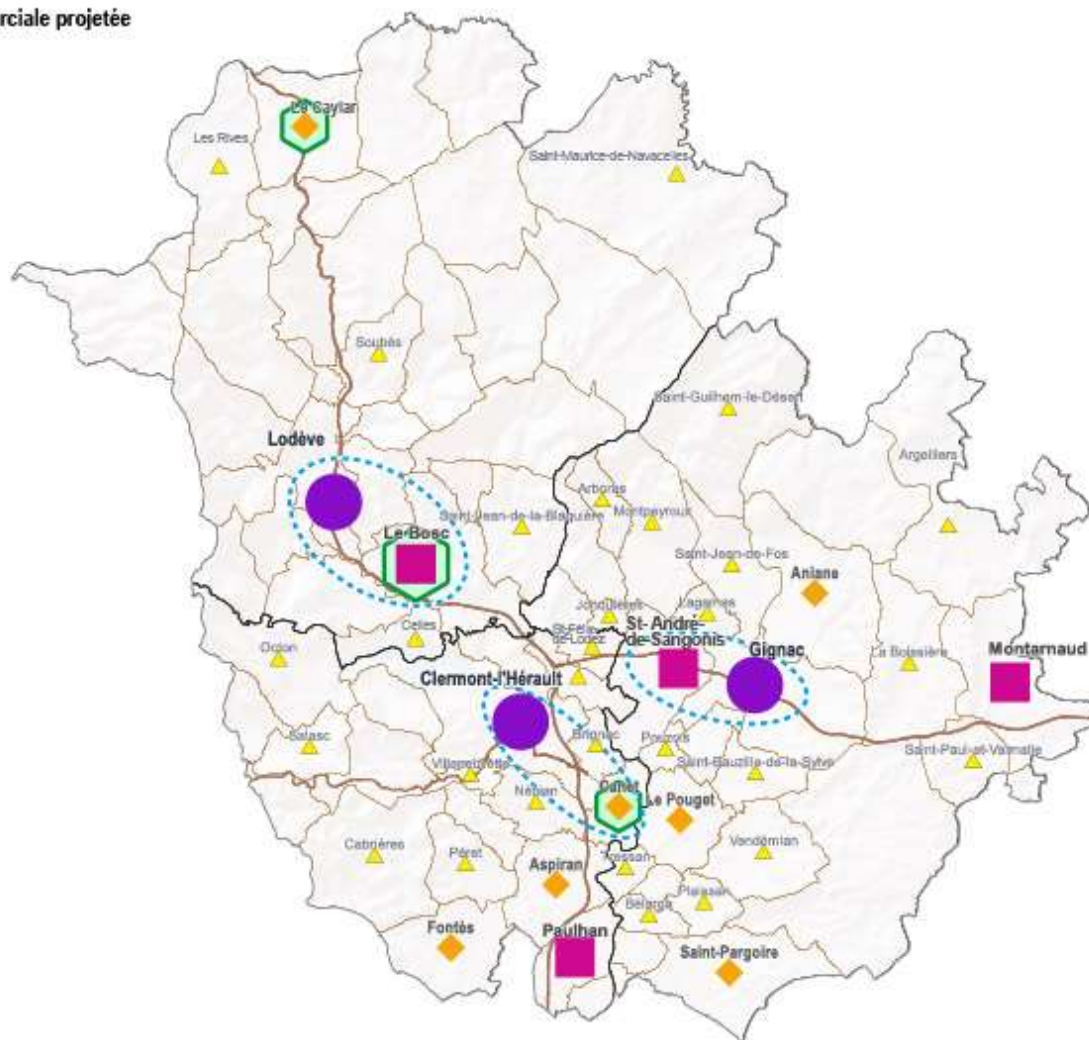 rciale projetée
Le Caylar
Les Rives
Saint-Maurice-de-Navacelles
Soubès
Saint-Guilhem-le-Désert
Lodève
Argelliers
Arboras
Saint-Jean-de-la-Blaquière
Montpeyroux
Le Bosc
Saint-Jean-de-Fos
Aniane
Jonquières
Lagamas
Celles
St-Félix-
de-Lodez
St- André-
de-Sangonis
Octon
Gignac
La Boissière
Montarnaud
Clermont-l'Hérault
Salasc
Brignac
Pouzols
Saint-Paul-et-Valmalle
Villeneuvette
Saint-Bauzille-de-la-Sylve
Nébian
Canet
Le Pouget
Cabrières
Péret
Vendémian
Aspiran
Tressan
Plaissan
Bélarga
Fontès
Paulhan
Saint-Pargoire